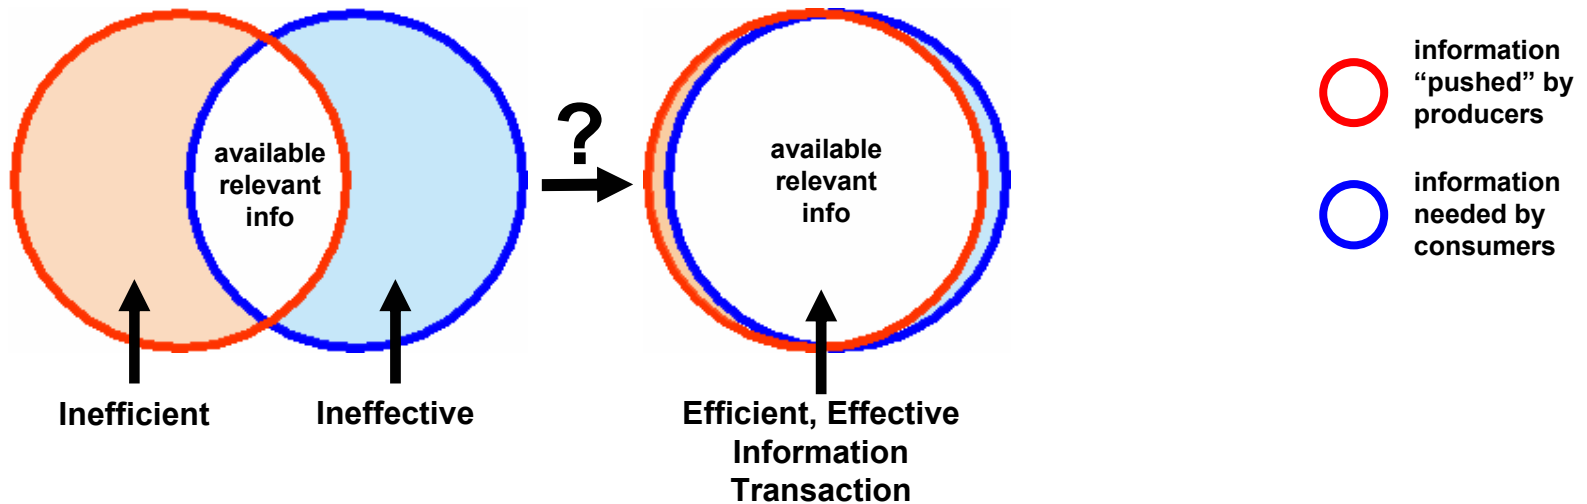 available
relevant
info
?
available
relevant
info
Inefficient
Ineffective
Efficient, Effective
Information
Transaction
information
“pushed” by
producers
information
needed by
consumers